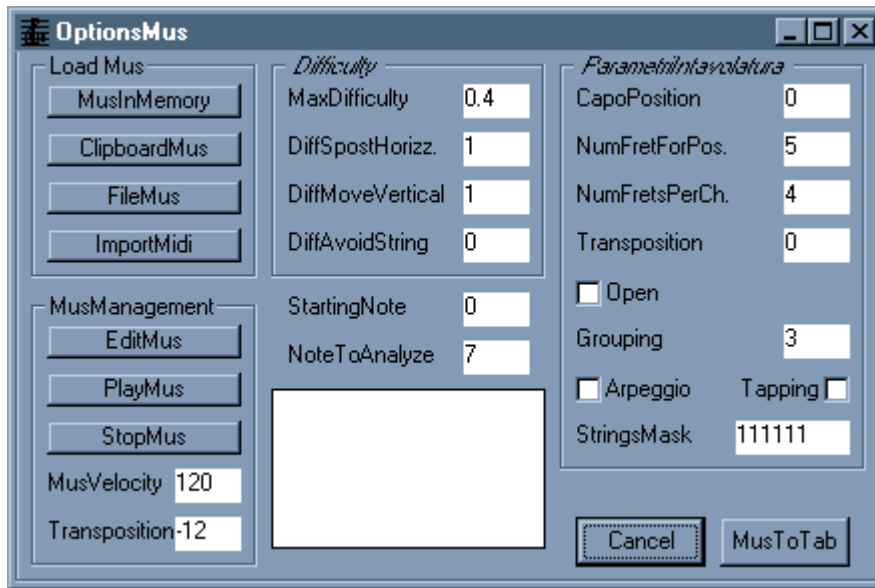 OptionsMus
Load Mus
MusInMemory
ClipboardMus
FileMus
ImportMidi
MusManagement
EditMus
PlayMus
StopMus
MusVelocity 120
Transposition -12
Difficulty
MaxDifficulty 0.4
DiffSpostHorizz. 1
DiffMoveVertical 1
DiffAvoidString 0
StartingNote 0
NoteToAnalyze 7
ParametriIntavolatura
CapoPosition 0
NumFretForPos. 5
NumFretsPerCh. 4
Transposition 0
Open
Grouping 3
Arpeggio Tapping
StringsMask 111111
Cancel MusToTab